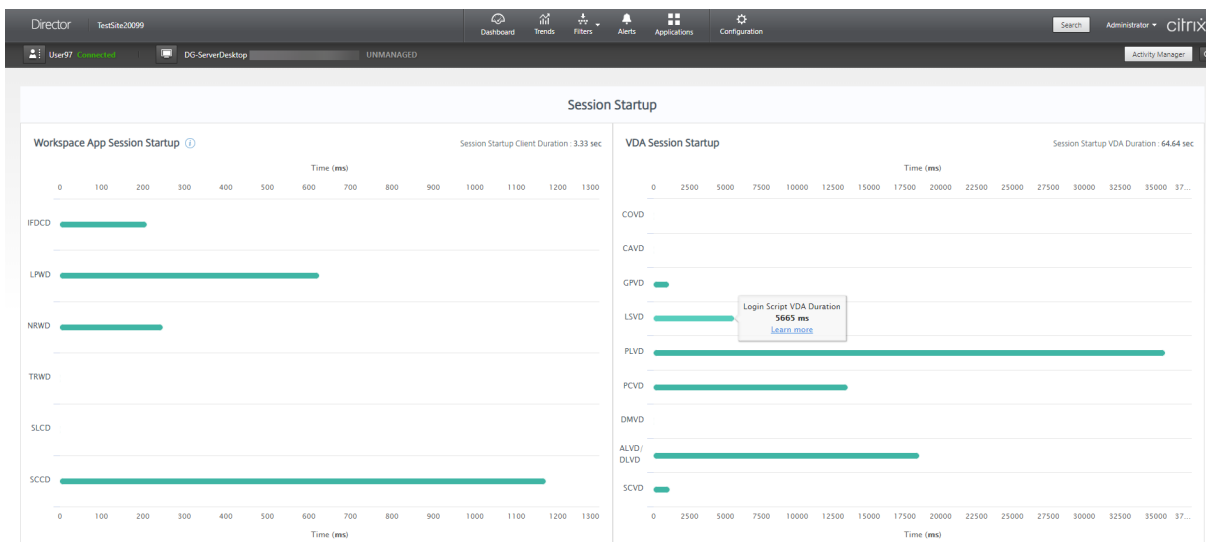 Director TestSite20099 Dashboard Trends Filters Alerts Applications Configuration Search Administrator citrix
User97 Connected DG-ServerDesktop UNMANAGED Activity Manager
Session Startup
Workspace App Session Startup Session Startup Client Duration : 3.33 sec
Time (ms)
0 100 200 300 400 500 600 700 800 900 1000 1100 1200 1300
IFDCD
LPWD
NRWD
TRWD
SLCD
SCCD
0 100 200 300 400 500 600 700 800 900 1000 1100 1200 1300
Time (ms)
VDA Session Startup Session Startup VDA Duration : 64.64 sec
Time (ms)
0 2500 5000 7500 10000 12500 15000 17500 20000 22500 25000 27500 30000 32500 35000 37...
COVD
CAVD
GPVD
LSVD
Login Script VDA Duration
5665 ms
Learn more
PLVD
PCVD
DMVD
ALVD/
DLVD
SCVD
0 2500 5000 7500 10000 12500 15000 17500 20000 22500 25000 27500 30000 32500 35000 37...
Time (ms)